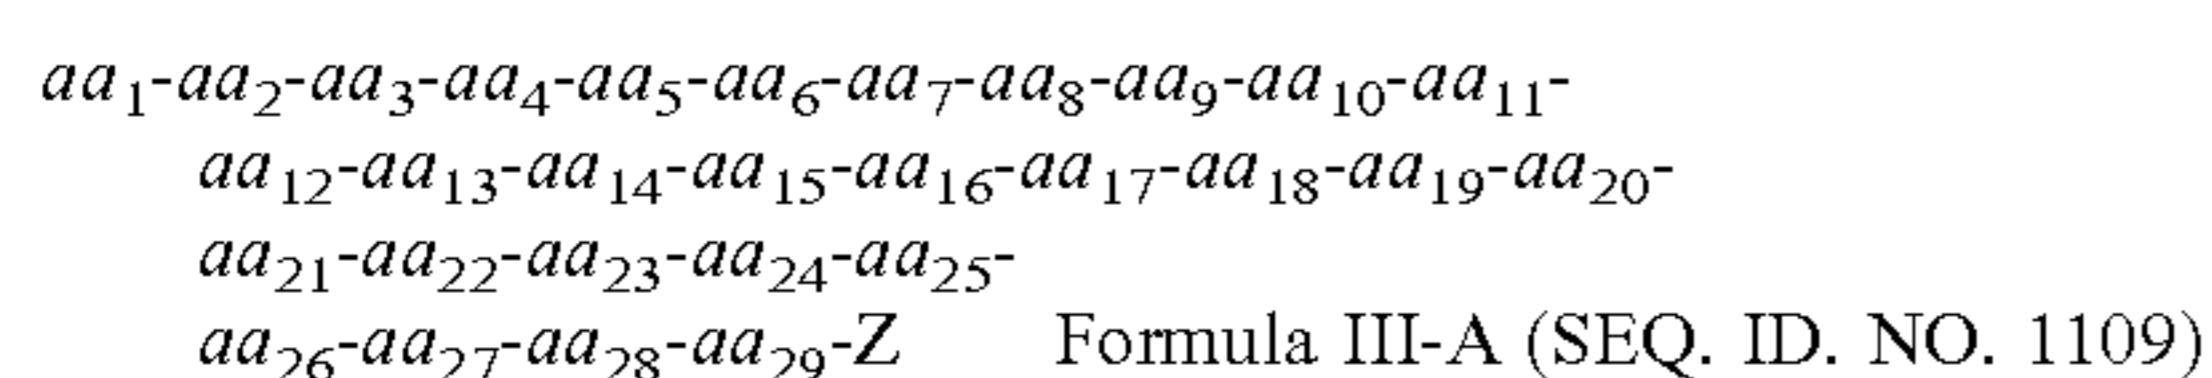 aa₁-aa₂-aa₃-aa₄-aa₅-aa₆-aa₇-aa₈-aa₉-aa₁₀-aa₁₁-
aa₁₂-aa₁₃-aa₁₄-aa₁₅-aa₁₆-aa₁₇-aa₁₈-aa₁₉-aa₂₀-
aa₂₁-aa₂₂-aa₂₃-aa₂₄-aa₂₅-
aa₂₆-aa₂₇-aa₂₈-aa₂₉-Z Formula III-A (SEQ. ID. NO. 1109)